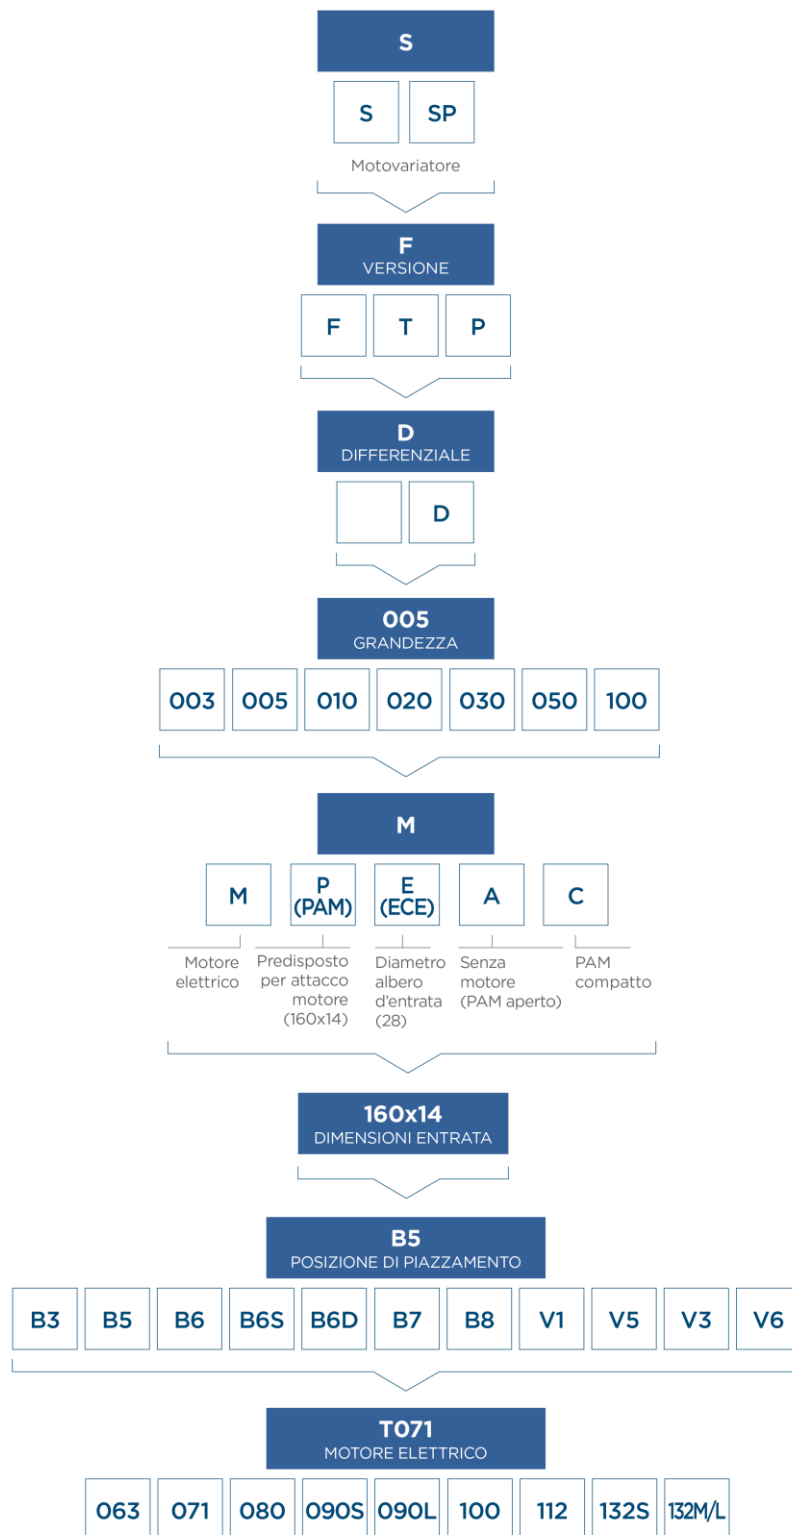 S
S SP
Motovariatore
F
VERSIONE
F T P
D
DIFFERENZIALE
D
005
GRANDEZZA
003 005 010 020 030 050 100
M
M P (PAM) E (ECE) A C
Motore elettrico
Predisposto per attacco motore (160x14)
Diametro albero d'entrata (28)
Senza motore (PAM aperto)
PAM compatto
160x14
DIMENSIONI ENTRATA
B5
POSIZIONE DI PIAZZAMENTO
B3 B5 B6 B6S B6D B7 B8 V1 V5 V3 V6
T071
MOTORE ELETTRICO
063 071 080 090S 090L 100 112 132S 132M/L